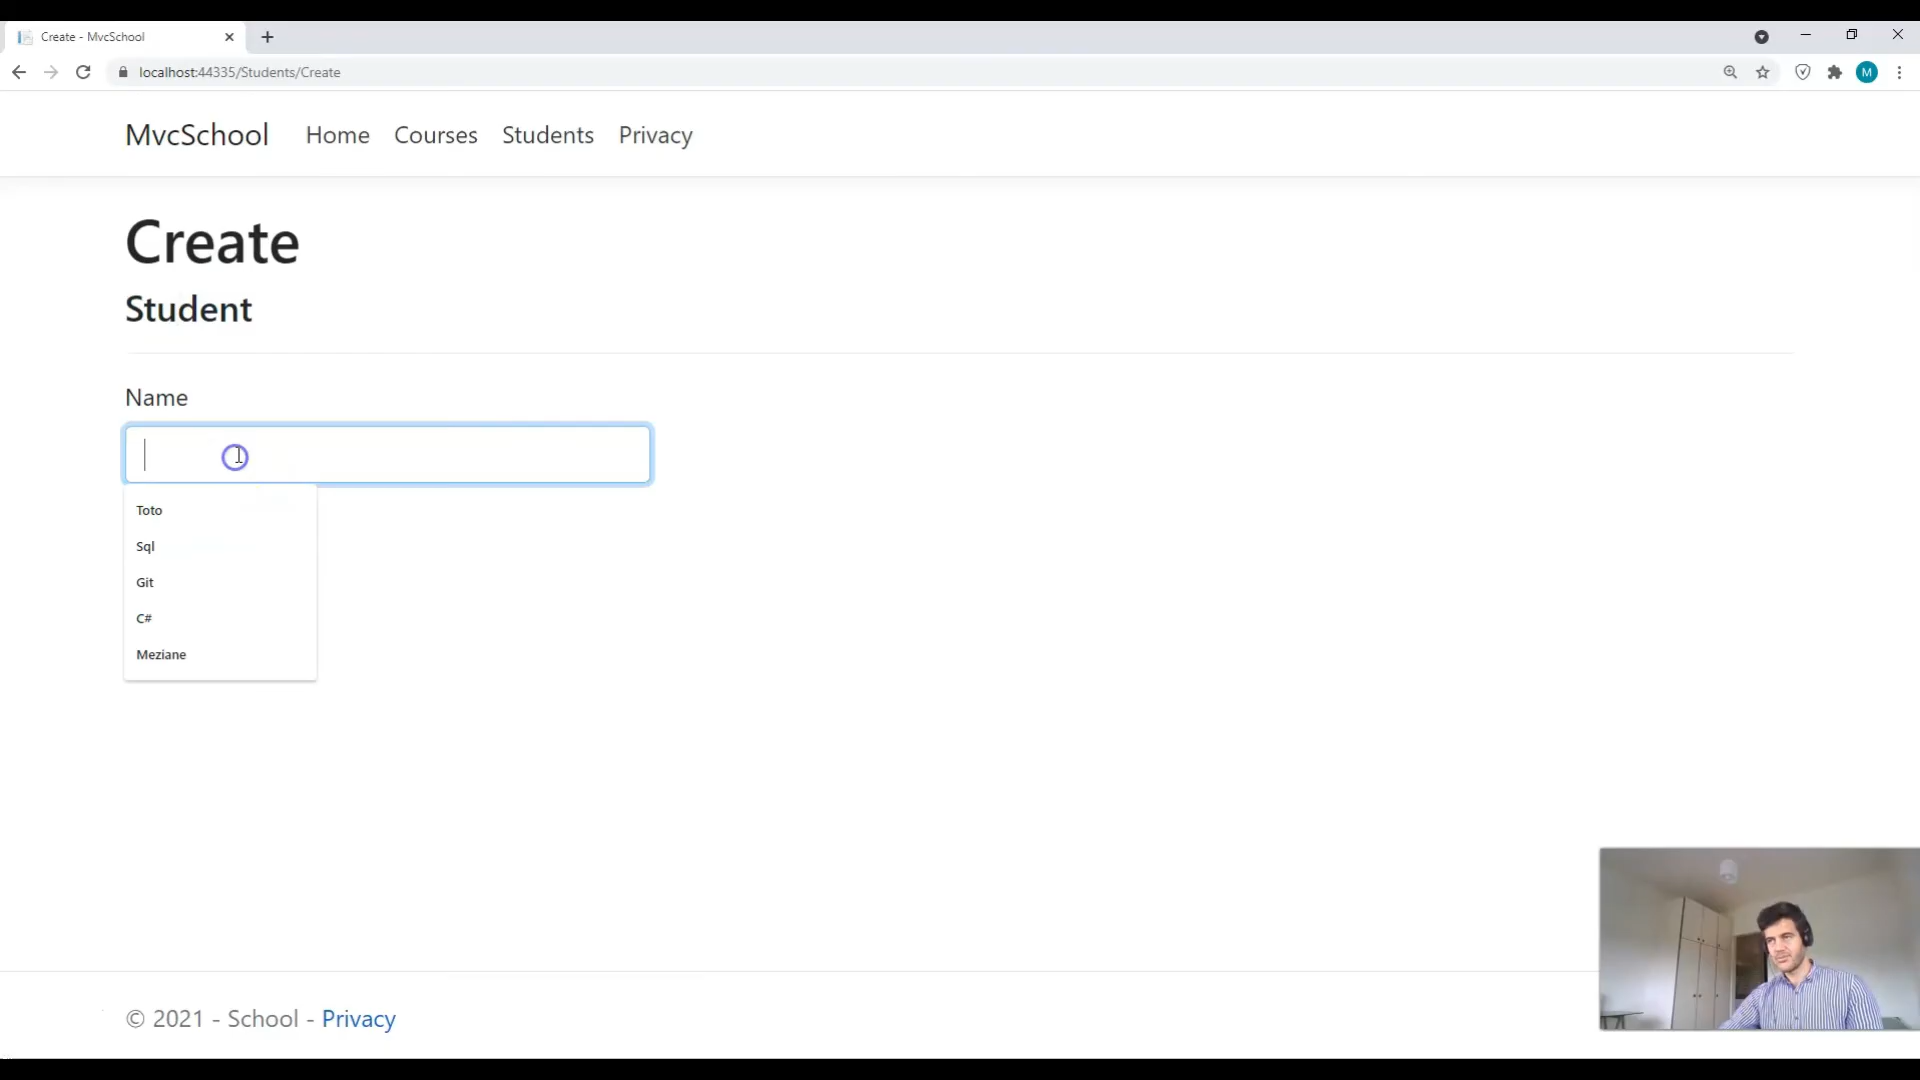 Create - MvcSchool
localhost:44335/Students/Create
M
MvcSchool Home Courses Students Privacy
Create
Student
Name
Toto
Sql
Git
C#
Meziane
© 2021 - School - Privacy